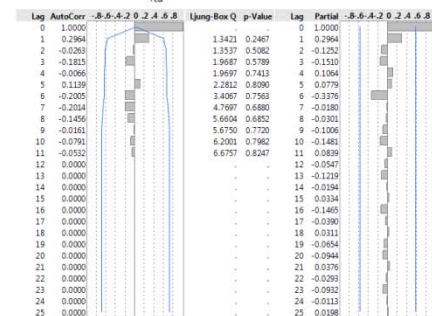 Lag AutoCorr -.8-.6-.4-.2 0 .2 .4 .6 .8 Ljung-Box Q p-Value Lag Partial -.8-.6-.4-.2 0 .2 .4 .6 .8
0 1.0000 . . 0 1.0000
1 0.2964 1.3421 0.2467 1 0.2964
2 -0.0263 1.3537 0.5082 2 -0.1252
3 -0.1815 1.9687 0.5789 3 -0.1510
4 -0.0066 1.9697 0.7413 4 0.1064
5 0.1139 2.2812 0.8090 5 0.0779
6 -0.2005 3.4067 0.7563 6 -0.3376
7 -0.2014 4.7697 0.6880 7 -0.0180
8 -0.1456 5.6604 0.6852 8 -0.0301
9 -0.0161 5.6750 0.7720 9 -0.1006
10 -0.0791 6.2001 0.7982 10 -0.1481
11 -0.0532 6.6757 0.8247 11 0.0839
12 0.0000 . . 12 -0.0547
13 0.0000 . . 13 -0.1219
14 0.0000 . . 14 -0.0194
15 0.0000 . . 15 0.0334
16 0.0000 . . 16 -0.1465
17 0.0000 . . 17 -0.0390
18 0.0000 . . 18 0.0311
19 0.0000 . . 19 -0.0654
20 0.0000 . . 20 -0.0944
21 0.0000 . . 21 0.0376
22 0.0000 . . 22 -0.0293
23 0.0000 . . 23 -0.0932
24 0.0000 . . 24 -0.0113
25 0.0000 . . 25 0.0198